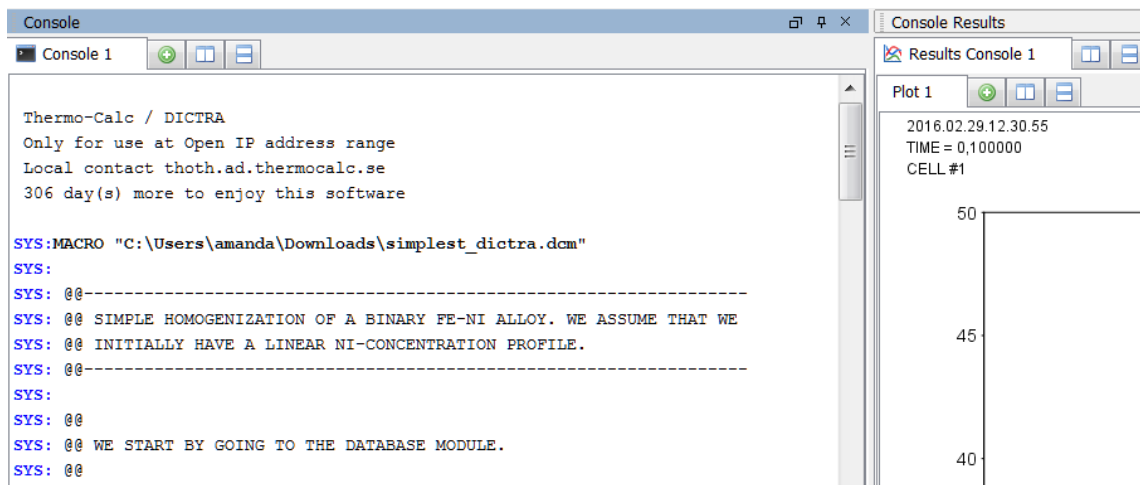 Console
Console 1
Thermo-Calc / DICTRA
Only for use at Open IP address range
Local contact thoth.ad.thermocalc.se
306 day(s) more to enjoy this software
SYS:MACRO "C:\Users\amanda\Downloads\simplest_dictra.dcm"
SYS:
SYS: @@------------------------------------------------------------------
SYS: @@ SIMPLE HOMOGENIZATION OF A BINARY FE-NI ALLOY. WE ASSUME THAT WE
SYS: @@ INITIALLY HAVE A LINEAR NI-CONCENTRATION PROFILE.
SYS: @@------------------------------------------------------------------
SYS:
SYS: @@
SYS: @@ WE START BY GOING TO THE DATABASE MODULE.
SYS: @@
Console Results
Results Console 1
Plot 1
2016.02.29.12.30.55
TIME = 0,100000
CELL #1
50
45
40